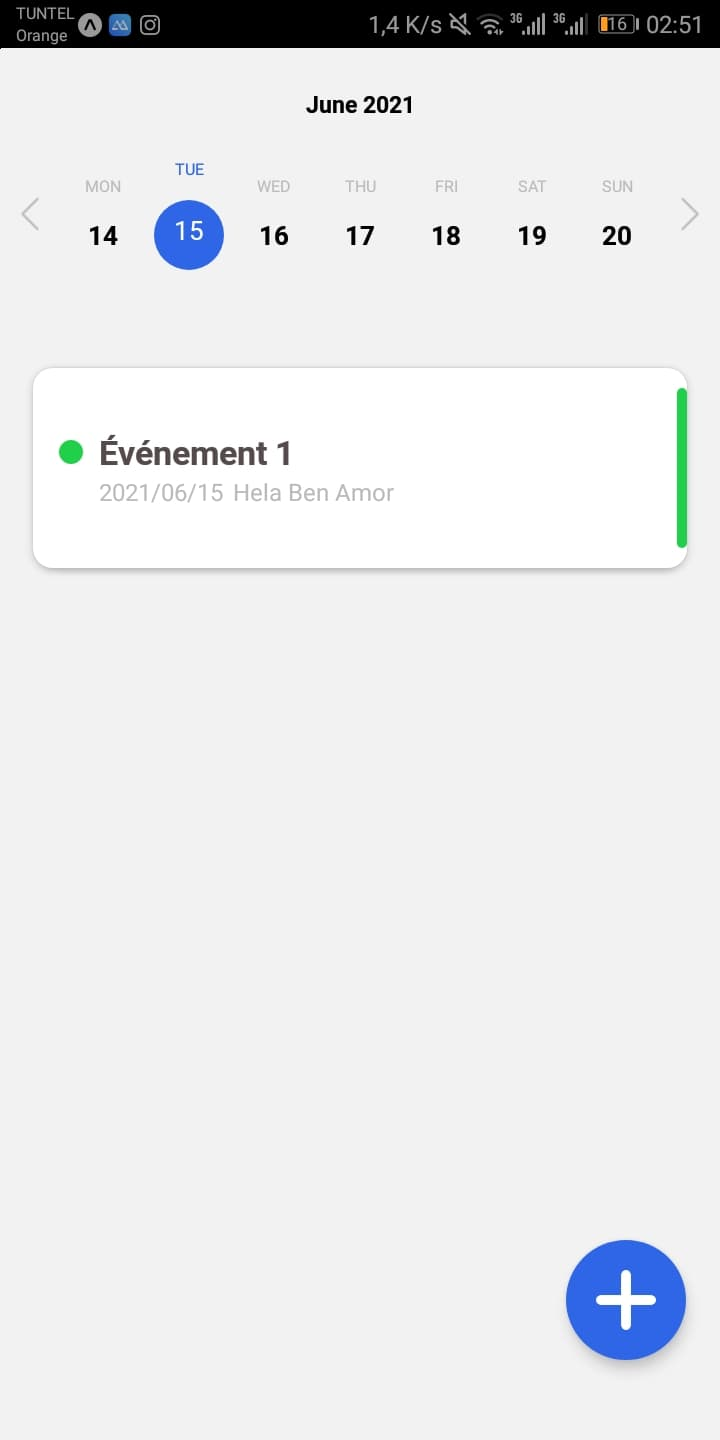 TUNTEL
Orange
1,4 K/s 3G 3G 16 02:51
June 2021
MON TUE WED THU FRI SAT SUN
14 15 16 17 18 19 20
Événement 1
2021/06/15 Hela Ben Amor